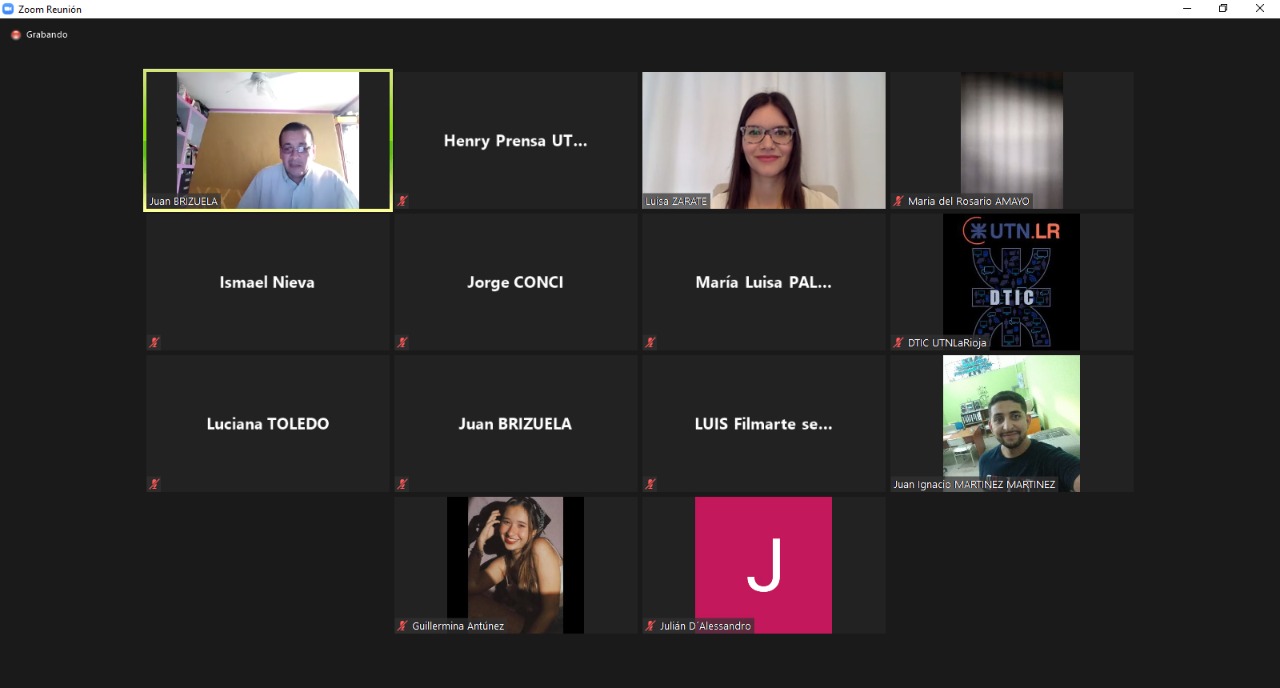 Zoom Reunión
Grabando
Juan BRIZUELA
Henry Prensa UT...
Luisa ZARATE
Maria del Rosario AMAYO
Ismael Nieva
Jorge CONCI
María Luisa PAL...
UTN.LR
DTIC
DTIC UTNLaRioja
Luciana TOLEDO
Juan BRIZUELA
LUIS Filmarte se...
Juan Ignacio MARTINEZ MARTINEZ
Guillermina Antúnez
J
Julián D´Alessandro